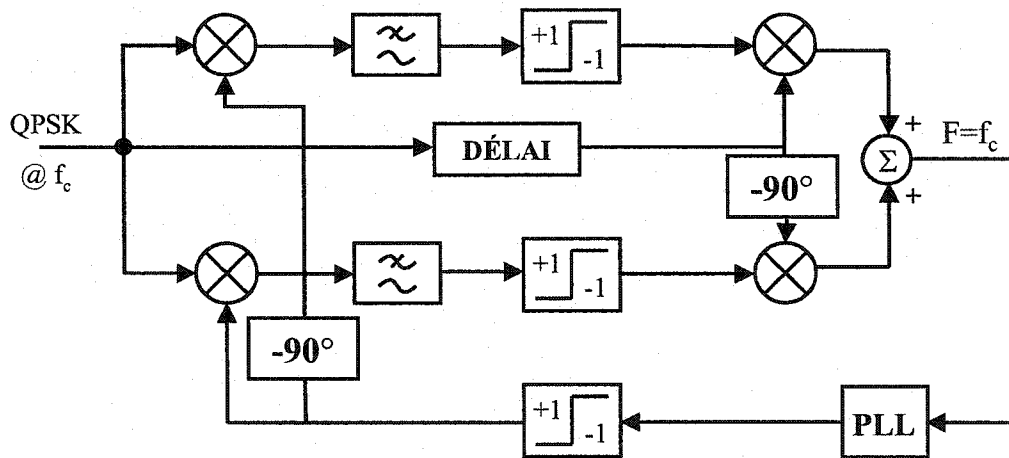 +1
-1
QPSK
@ f_c
DÉLAI
-90°
+
Σ
+
F=f_c
+1
-1
-90°
+1
-1
PLL